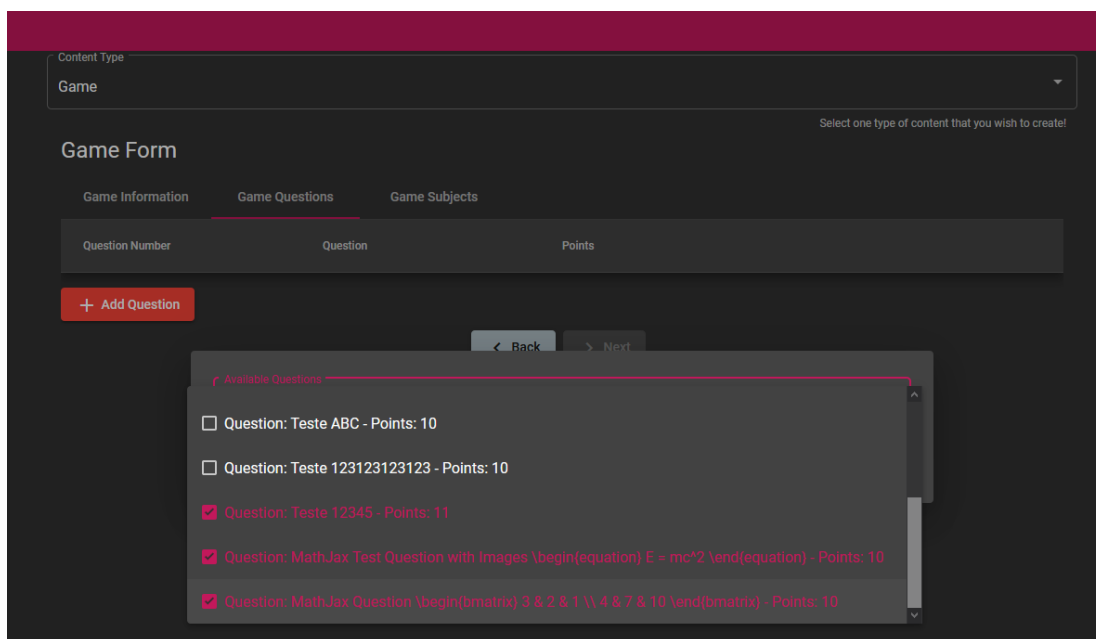 Content Type
Game
Select one type of content that you wish to create!
Game Form
Game Information Game Questions Game Subjects
Question Number Question Points
+ Add Question
< Back > Next
Available Questions
Question: Teste ABC - Points: 10
Question: Teste 123123123123 - Points: 10
Question: Teste 12345 - Points: 11
Question: MathJax Test Question with Images \begin{equation} E = mc^2 \end{equation} - Points: 10
Question: MathJax Question \begin{bmatrix} 3 & 2 & 1 \\ 4 & 7 & 10 \end{bmatrix} - Points: 10